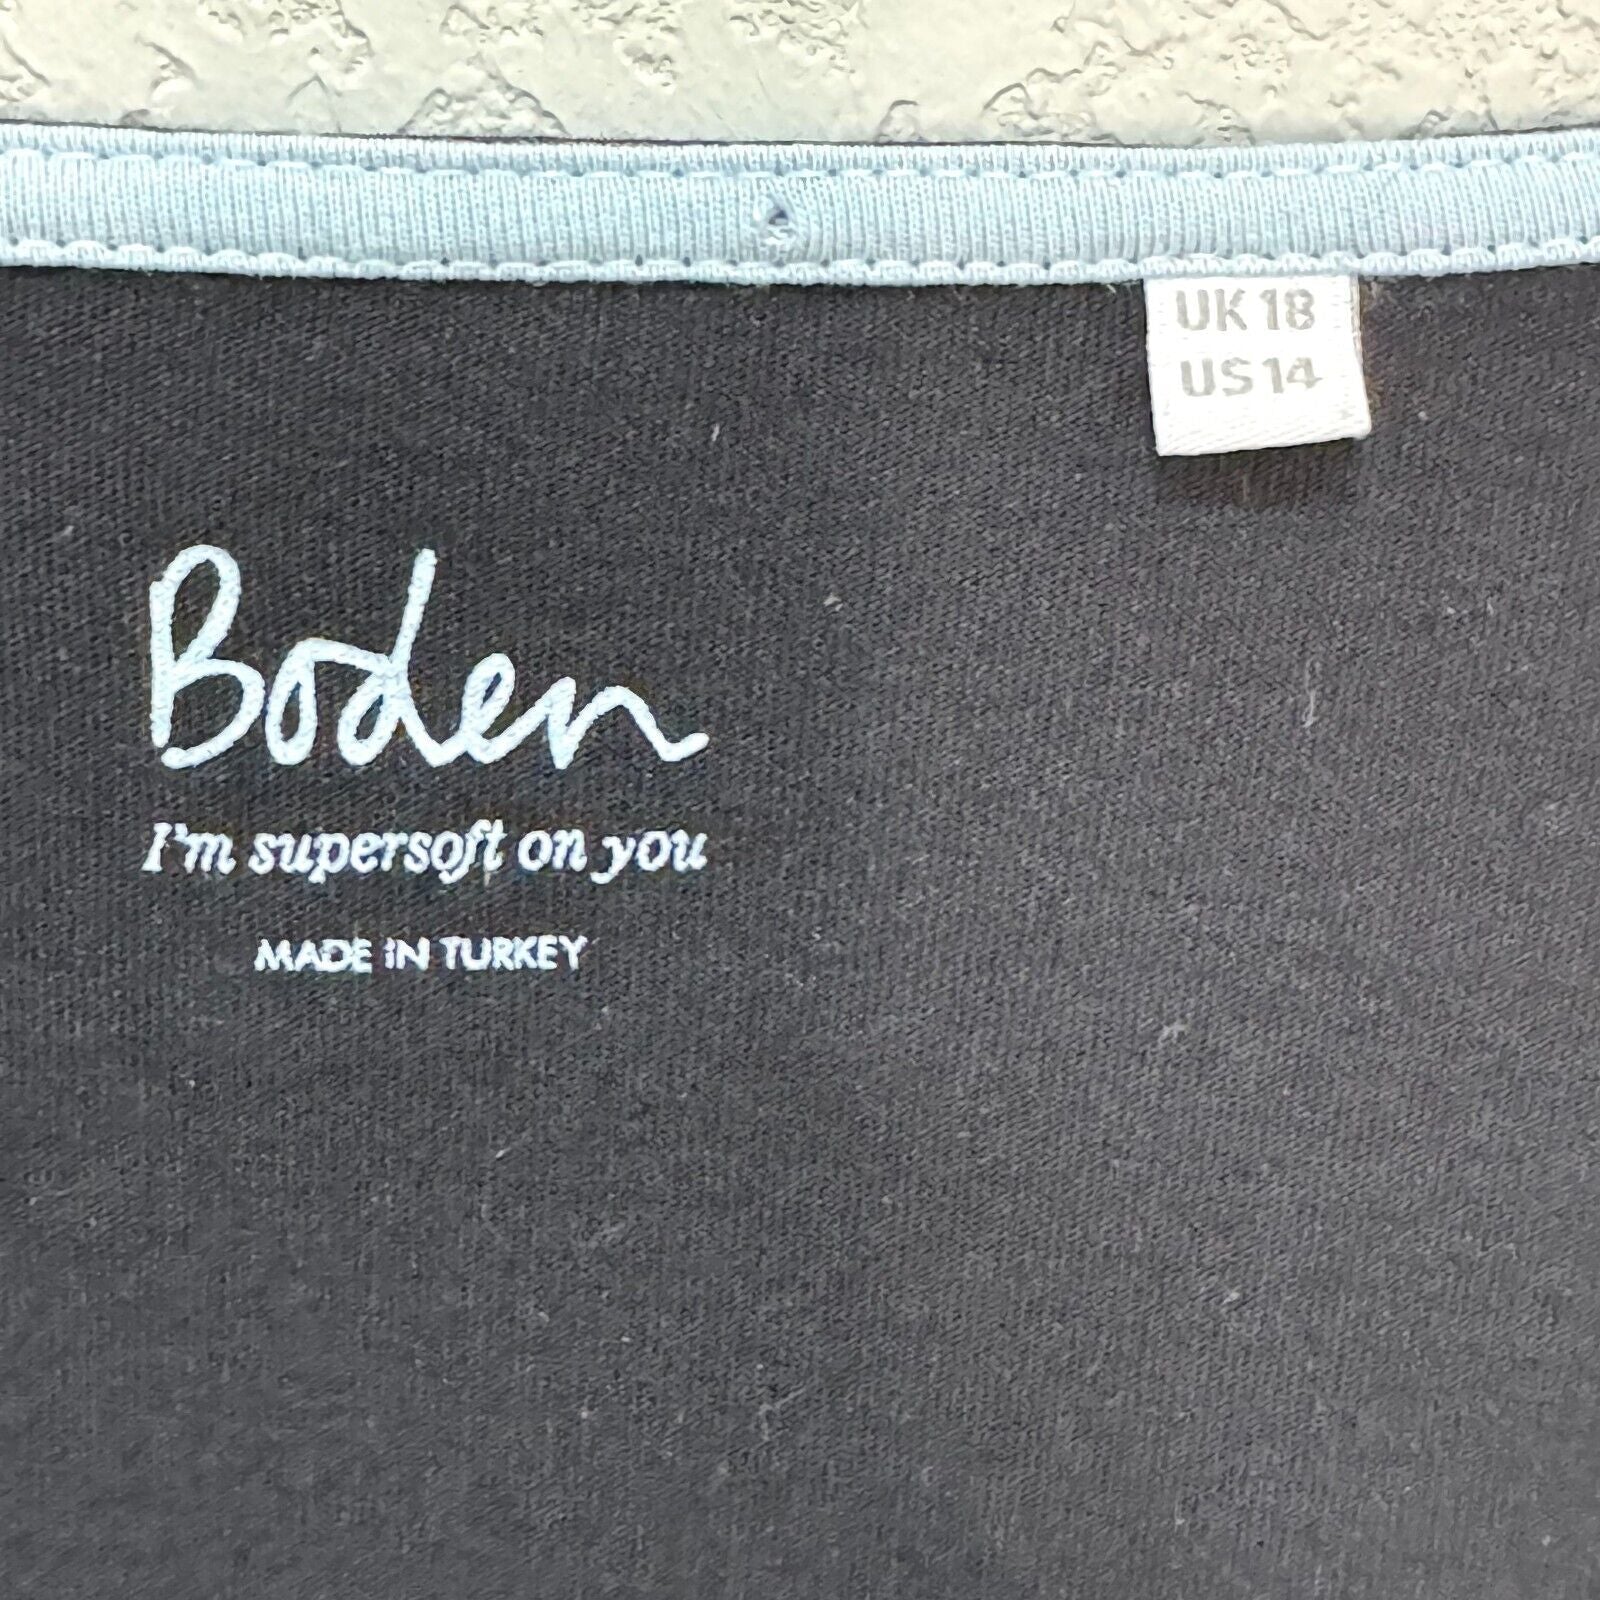 UK 18
US 14
Boden
I'm supersoft on you
MADE IN TURKEY